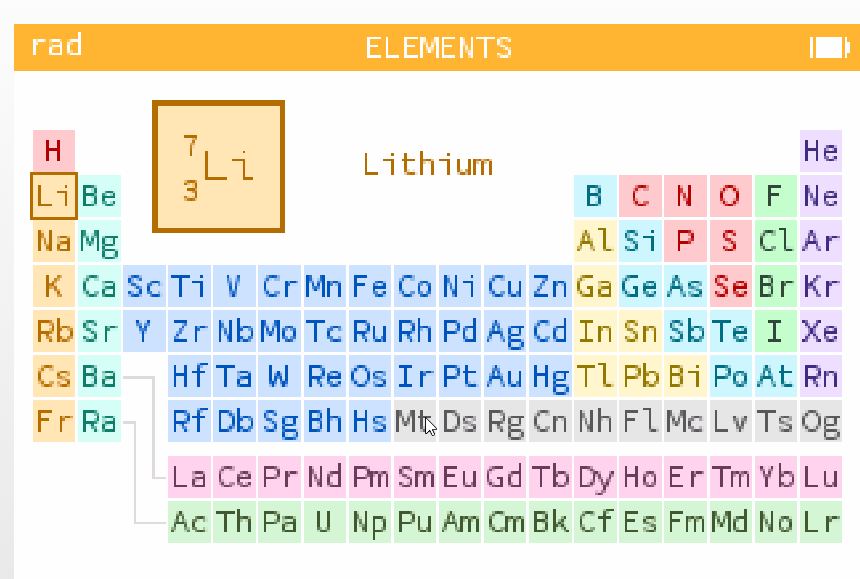 rad ELEMENTS
7
Li
3
Lithium
H He
Li Be B C N O F Ne
Na Mg Al Si P S Cl Ar
K Ca Sc Ti V Cr Mn Fe Co Ni Cu Zn Ga Ge As Se Br Kr
Rb Sr Y Zr Nb Mo Tc Ru Rh Pd Ag Cd In Sn Sb Te I Xe
Cs Ba Hf Ta W Re Os Ir Pt Au Hg Tl Pb Bi Po At Rn
Fr Ra Rf Db Sg Bh Hs Mt Ds Rg Cn Nh Fl Mc Lv Ts Og
La Ce Pr Nd Pm Sm Eu Gd Tb Dy Ho Er Tm Yb Lu
Ac Th Pa U Np Pu Am Cm Bk Cf Es Fm Md No Lr